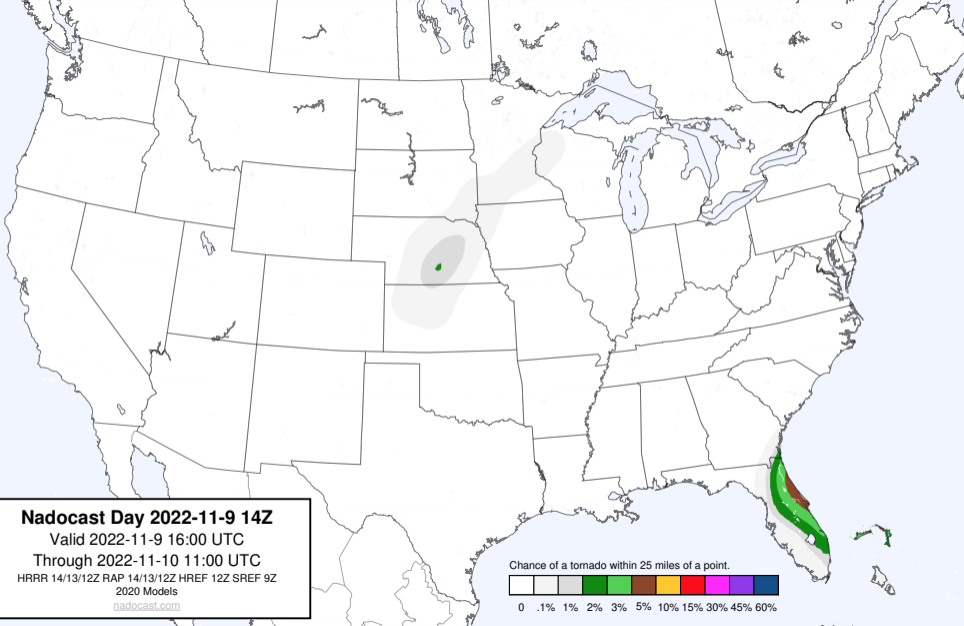 Nadocast Day 2022-11-9 14Z
Valid 2022-11-9 16:00 UTC
Through 2022-11-10 11:00 UTC
HRRR 14/13/12Z RAP 14/13/12Z HREF 12Z SREF 9Z
2020 Models
nadocast.com
Chance of a tornado within 25 miles of a point.
0 .1% 1% 2% 3% 5% 10% 15% 30% 45% 60%